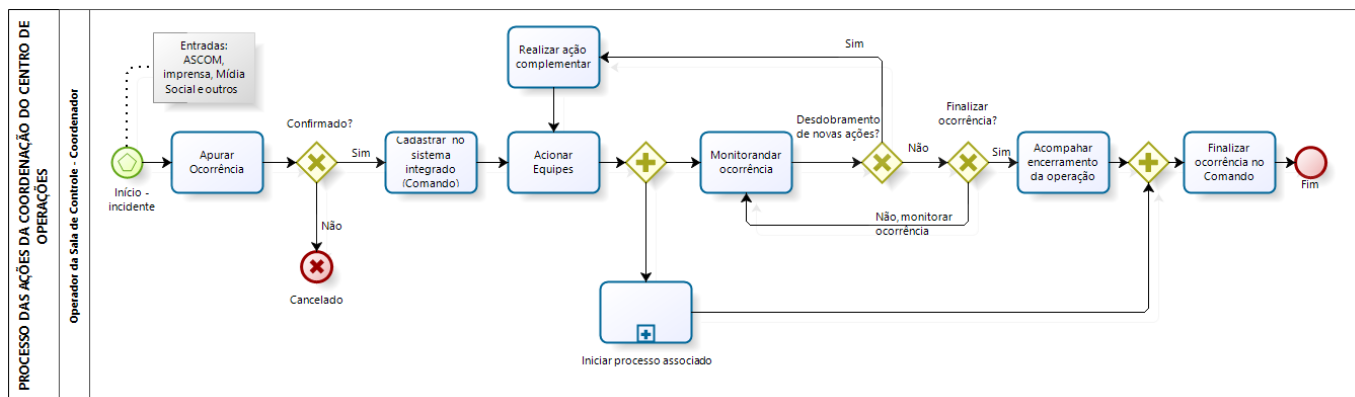 PROCESSO DAS AÇÕES DA COORDENAÇÃO DO CENTRO DE
OPERAÇÕES
Operador da Sala de Controle - Coordenador
Entradas:
ASCOM,
imprensa, Mídia
Social e outros
Início -
incidente
Apurar
Ocorrência
Confirmado?
Sim
Não
Cancelado
Cadastrar no
sistema
integrado
(Comando)
Realizar ação
complementar
Acionar
Equipes
Iniciar processo associado
Monitorandar
ocorrência
Desdobramento
de novas ações?
Sim
Não
Finalizar
ocorrência?
Sim
Não, monitorar
ocorrência
Acompahar
encerramento
da operação
Finalizar
ocorrência no
Comando
Fim